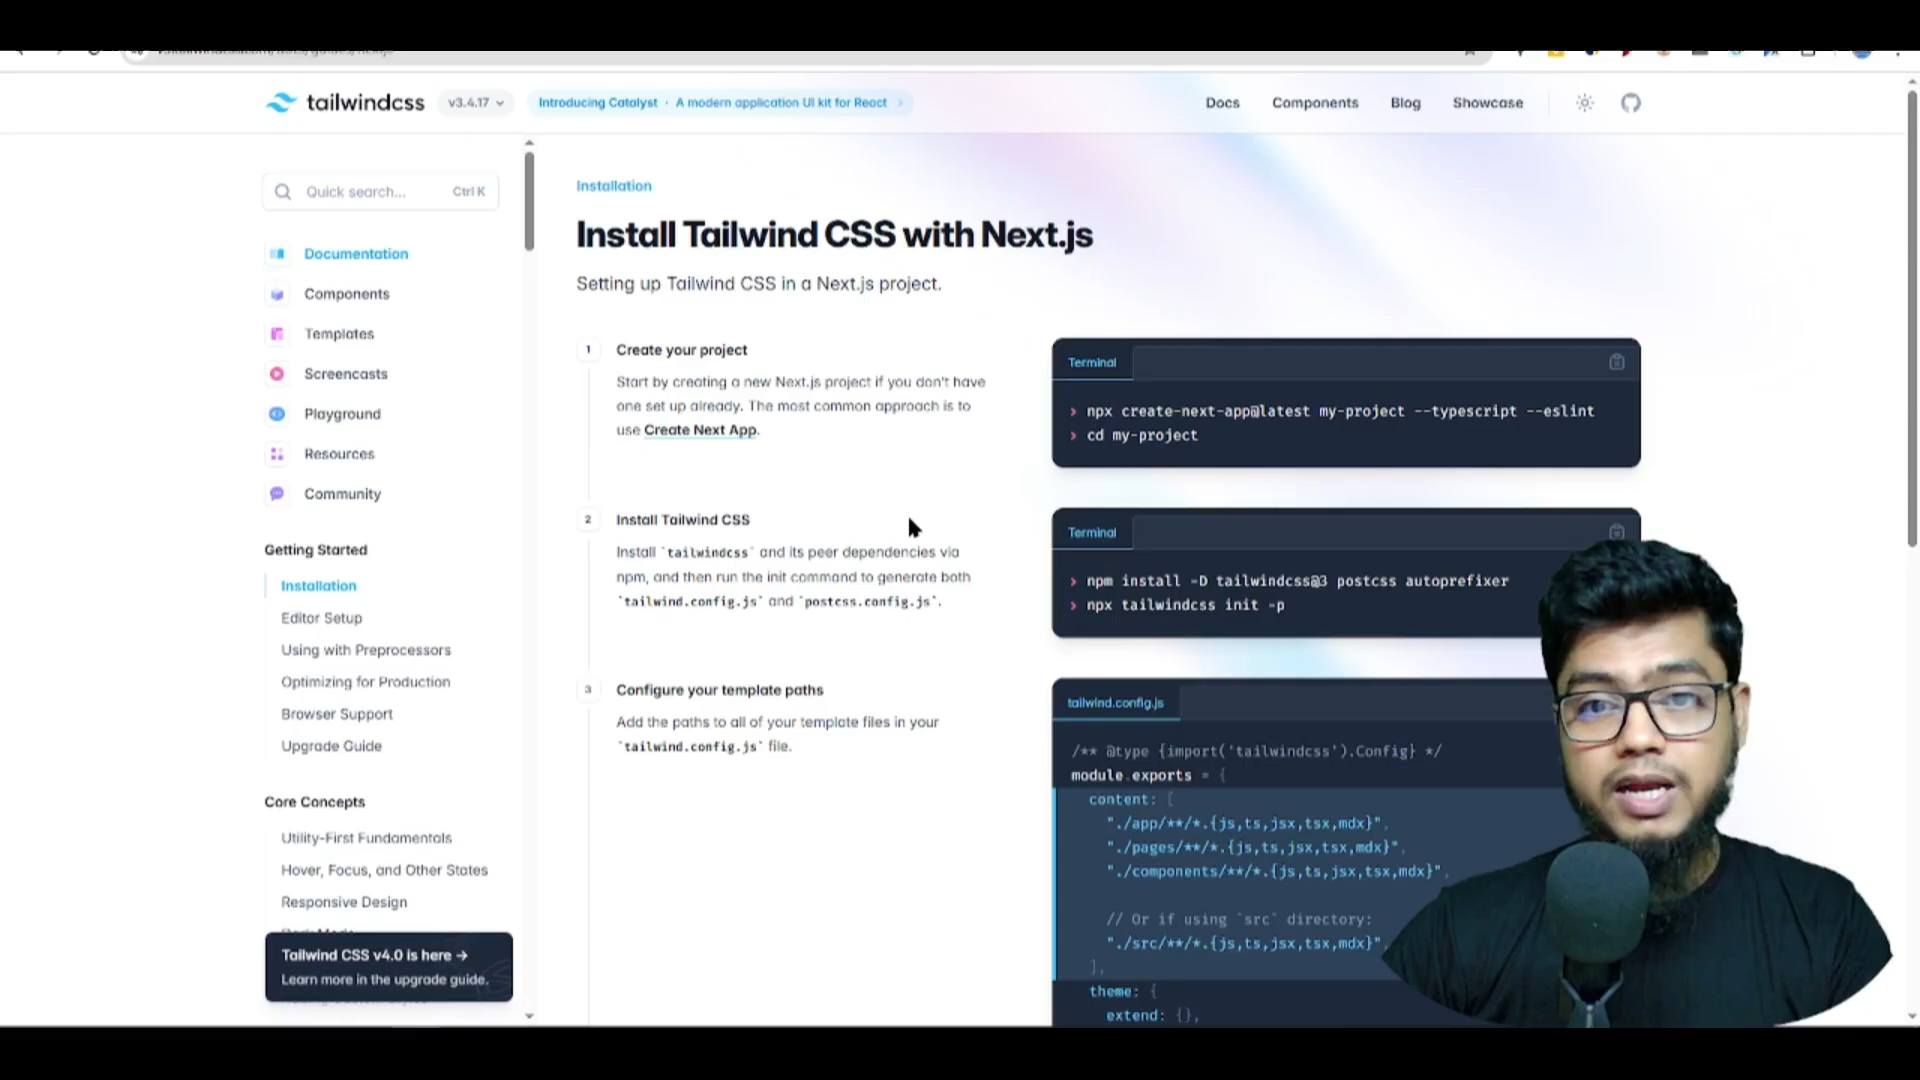 tailwindcss
v3.4.17
Introducing Catalyst · A modern application UI kit for React
Docs
Components
Blog
Showcase
Quick search...
Ctrl K
Documentation
Components
Templates
Screencasts
Playground
Resources
Community
Getting Started
Installation
Editor Setup
Using with Preprocessors
Optimizing for Production
Browser Support
Upgrade Guide
Core Concepts
Utility-First Fundamentals
Hover, Focus, and Other States
Responsive Design
Tailwind CSS v4.0 is here →
Learn more in the upgrade guide.
Installation
Install Tailwind CSS with Next.js
Setting up Tailwind CSS in a Next.js project.
1
Create your project
Start by creating a new Next.js project if you don't have
one set up already. The most common approach is to
use Create Next App.
Terminal
> npx create-next-app@latest my-project --typescript --eslint
> cd my-project
2
Install Tailwind CSS
Install `tailwindcss` and its peer dependencies via
npm, and then run the init command to generate both
`tailwind.config.js` and `postcss.config.js`.
Terminal
> npm install -D tailwindcss@3 postcss autoprefixer
> npx tailwindcss init -p
3
Configure your template paths
Add the paths to all of your template files in your
`tailwind.config.js` file.
tailwind.config.js
/** @type {import('tailwindcss').Config} */
module.exports = {
content: [
"./app/**/*.{js,ts,jsx,tsx,mdx}",
"./pages/**/*.{js,ts,jsx,tsx,mdx}",
"./components/**/*.{js,ts,jsx,tsx,mdx}",
// Or if using `src` directory:
"./src/**/*.{js,ts,jsx,tsx,mdx}",
],
theme: {
extend: {},